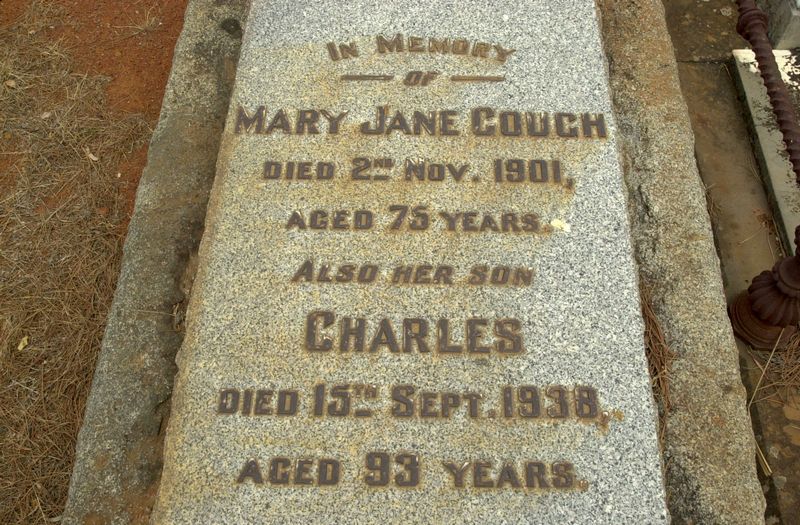 IN MEMORY
OF
MARY JANE GOUGH
DIED 2ND NOV. 1901,
AGED 75 YEARS.
ALSO HER SON
CHARLES
DIED 15TH SEPT. 1938,
AGED 93 YEARS.